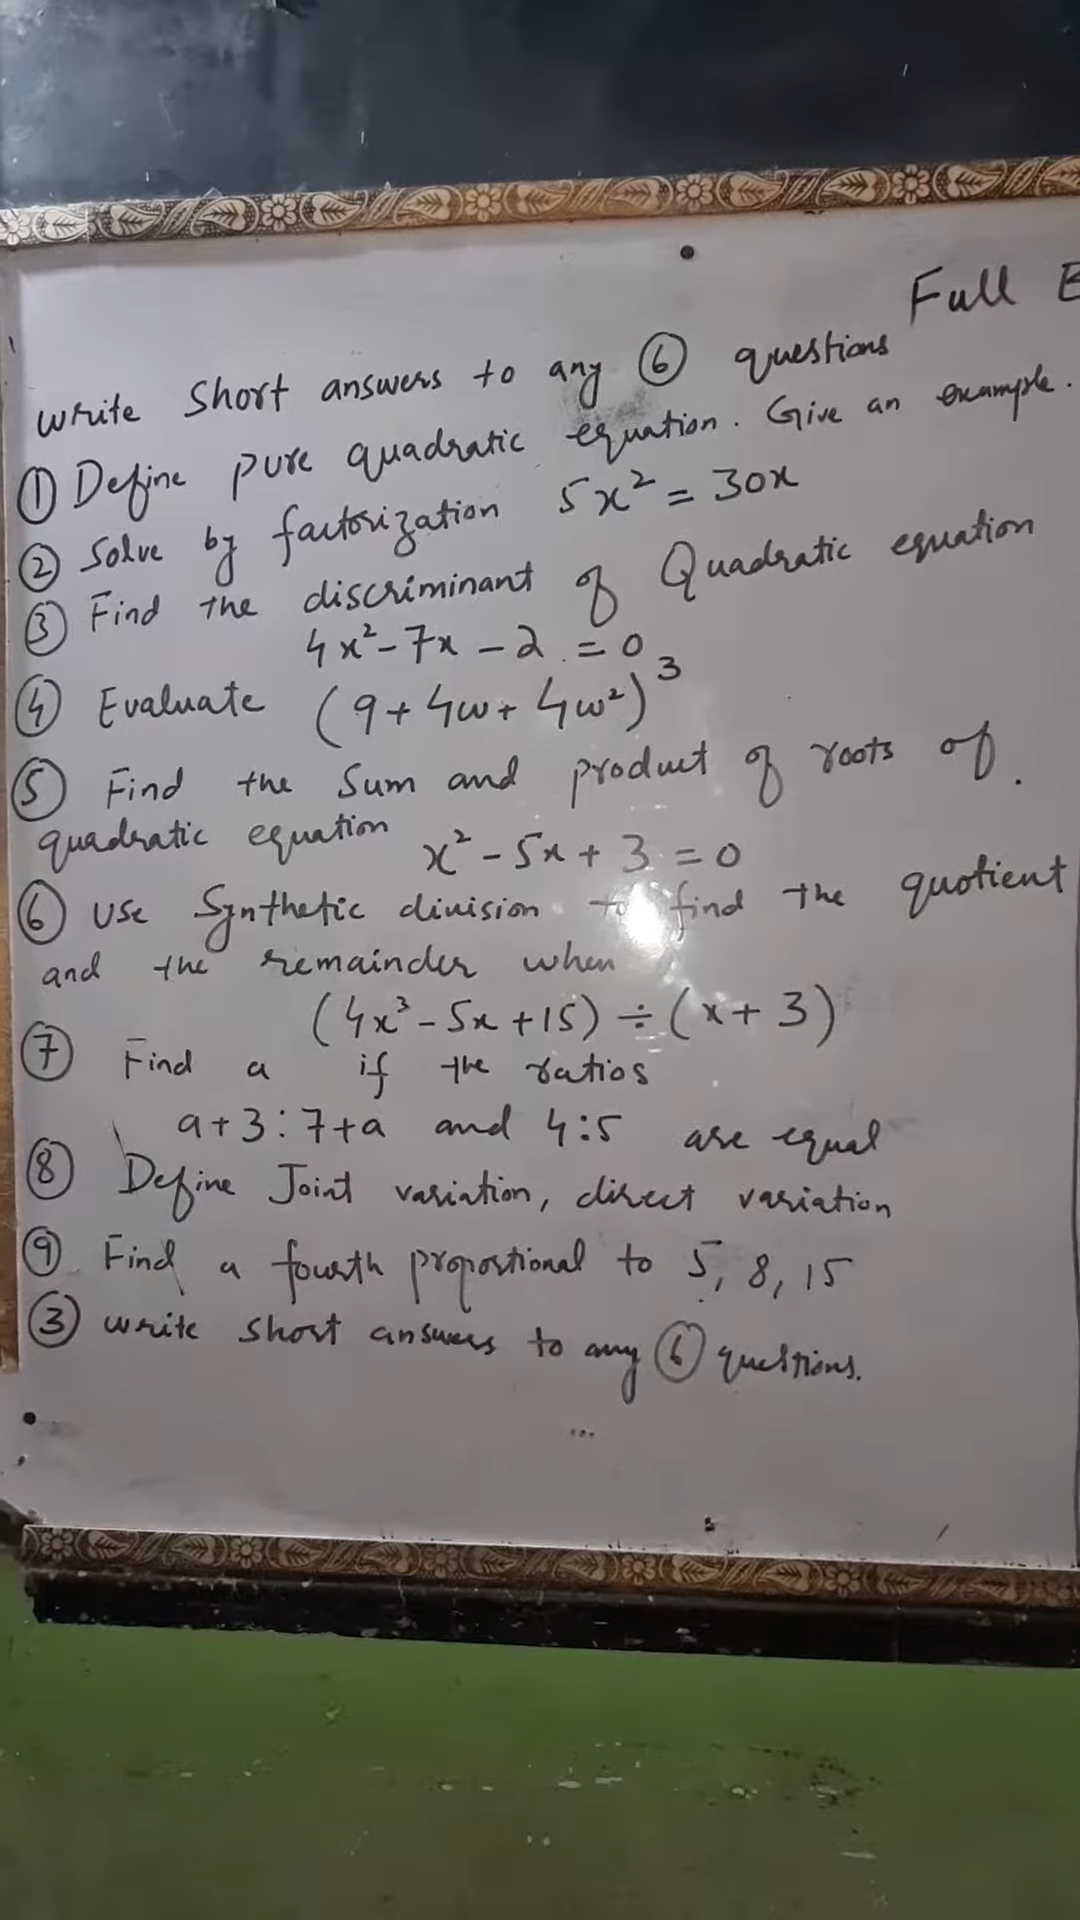 Full E
write Short answers to any ⑥ questions
① Define pure quadratic equation. Give an example.
② Solve by factorization 5x² = 30x
③ Find the discriminant of Quadratic equation
4x² - 7x - 2 = 0
④ Evaluate (9 + 4ω + 4ω²)³
⑤ Find the Sum and product of roots of.
quadratic equation x² - 5x + 3 = 0
⑥ Use Synthetic division to find the quotient
and the remainder when
(4x³ - 5x + 15) ÷ (x + 3)
⑦ Find a if the ratios
a+3 : 7+a and 4:5 are equal
⑧ Define Joint variation, direct variation
⑨ Find a fourth proportional to 5, 8, 15
③ write short answers to any ⑥ questions.